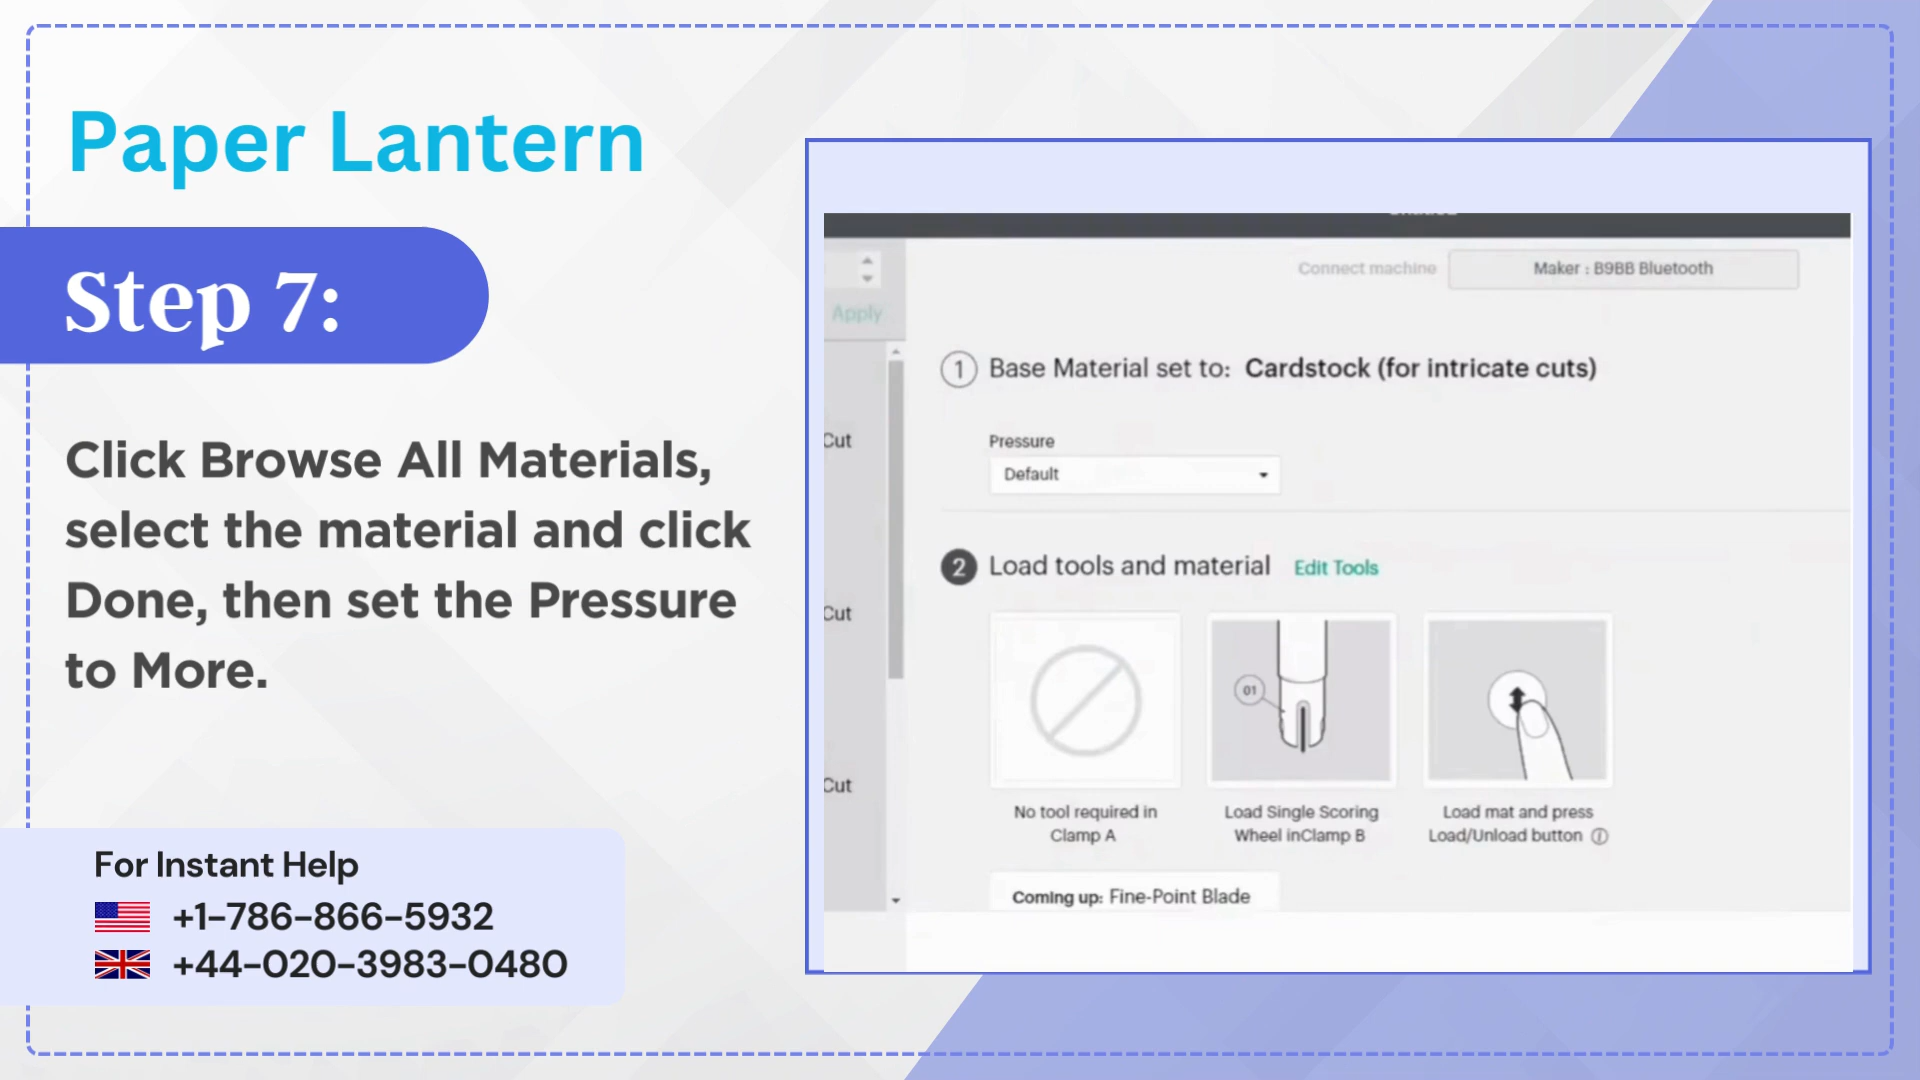 Paper Lantern
Step 7:
Click Browse All Materials,
select the material and click
Done, then set the Pressure
to More.
For Instant Help
+1-786-866-5932
+44-020-3983-0480
Connect machine
Maker : B9BB Bluetooth
Apply
1 Base Material set to: Cardstock (for intricate cuts)
Cut
Pressure
Default
2 Load tools and material Edit Tools
Cut
01
Cut
No tool required in
Clamp A
Load Single Scoring
Wheel inClamp B
Load mat and press
Load/Unload button
Coming up: Fine-Point Blade